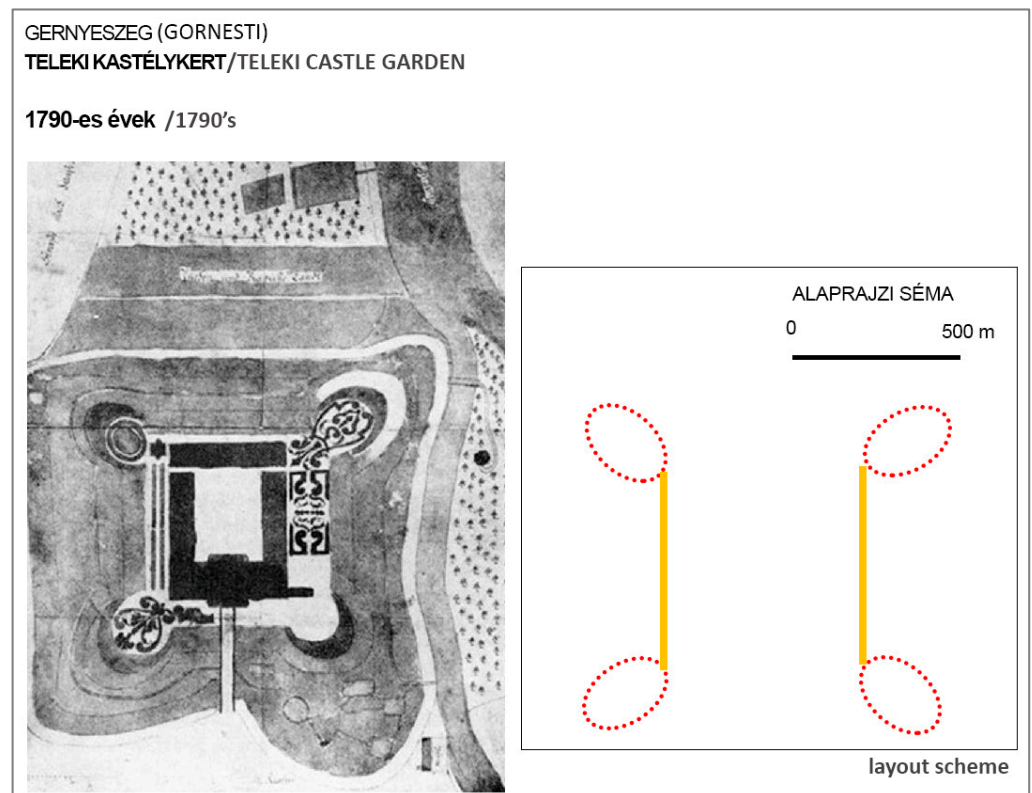 GERNYESZEG (GORNESTI)
TELEKI KASTÉLYKERT/TELEKI CASTLE GARDEN
1790-es évek /1790's
ALAPRAJZI SÉMA
0 500 m
layout scheme